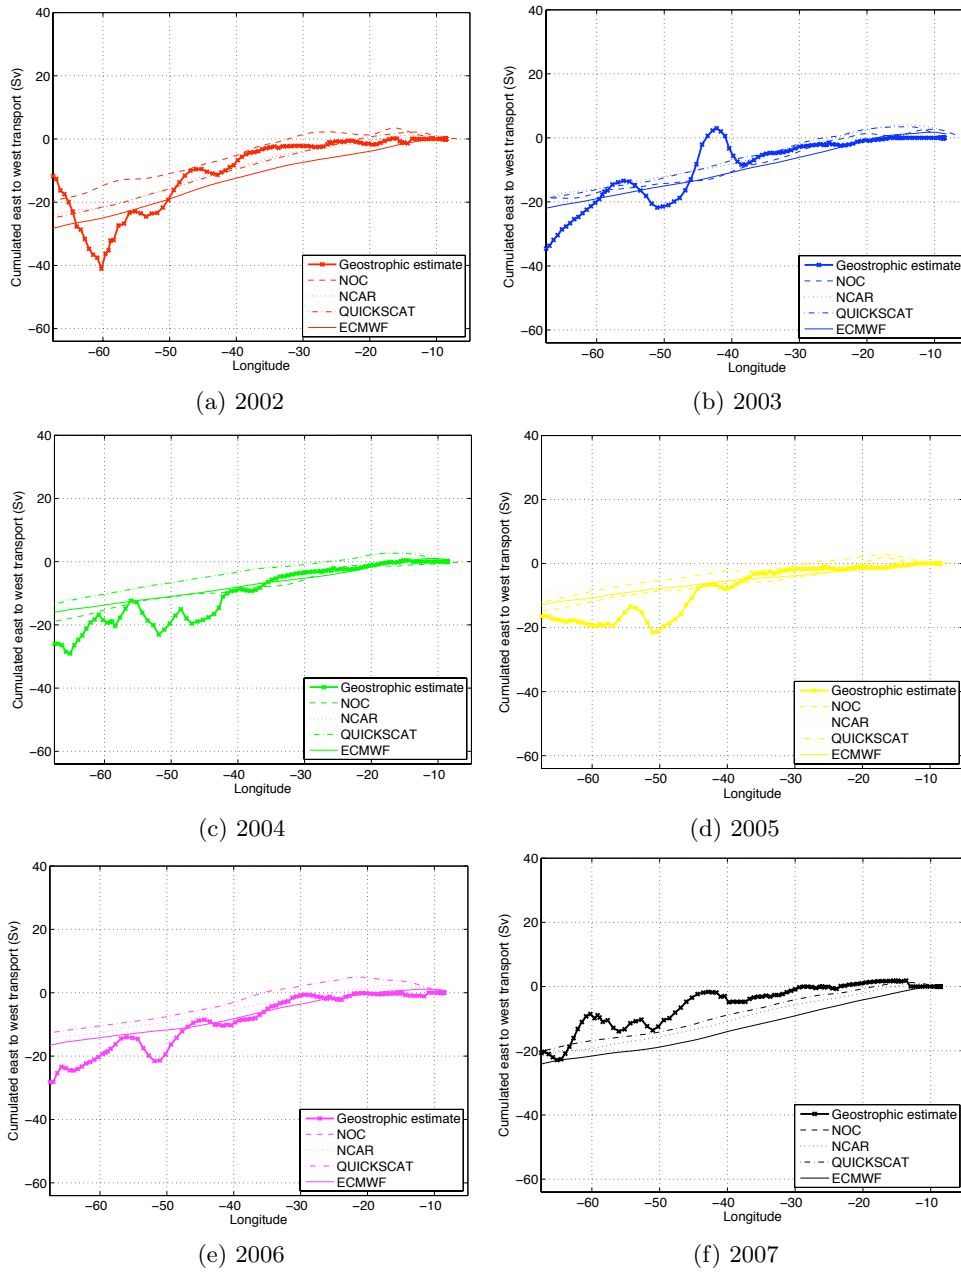 40
20
0
−20
−40
−60
Cumulated east to west transport (Sv)
−60
−50
−40
−30
−20
−10
Longitude
Geostrophic estimate
NOC
NCAR
QUICKSCAT
ECMWF
(a) 2002
40
20
0
−20
−40
−60
Cumulated east to west transport (Sv)
−60
−50
−40
−30
−20
−10
Longitude
Geostrophic estimate
NOC
NCAR
QUICKSCAT
ECMWF
(b) 2003
40
20
0
−20
−40
−60
Cumulated east to west transport (Sv)
−60
−50
−40
−30
−20
−10
Longitude
Geostrophic estimate
NOC
NCAR
QUICKSCAT
ECMWF
(c) 2004
40
20
0
−20
−40
−60
Cumulated east to west transport (Sv)
−60
−50
−40
−30
−20
−10
Longitude
Geostrophic estimate
NOC
NCAR
QUICKSCAT
ECMWF
(d) 2005
40
20
0
−20
−40
−60
Cumulated east to west transport (Sv)
−60
−50
−40
−30
−20
−10
Longitude
Geostrophic estimate
NOC
NCAR
QUICKSCAT
ECMWF
(e) 2006
40
20
0
−20
−40
−60
Cumulated east to west transport (Sv)
−60
−50
−40
−30
−20
−10
Longitude
Geostrophic estimate
NOC
NCAR
QUICKSCAT
ECMWF
(f) 2007